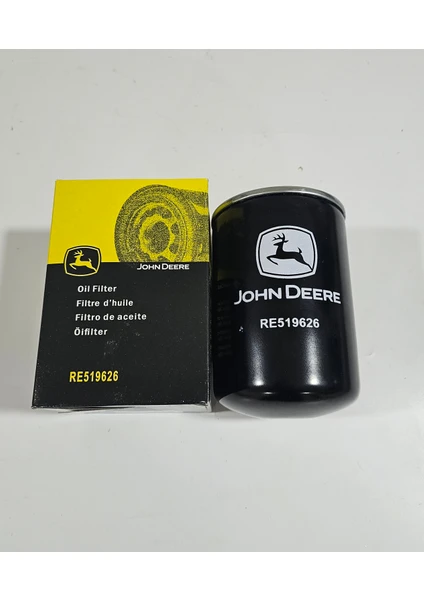 JOHN DEERE
Oil Filter
Filtre d'huile
Filtro de aceite
Ölfilter
RE519626
JOHN DEERE
RE519626